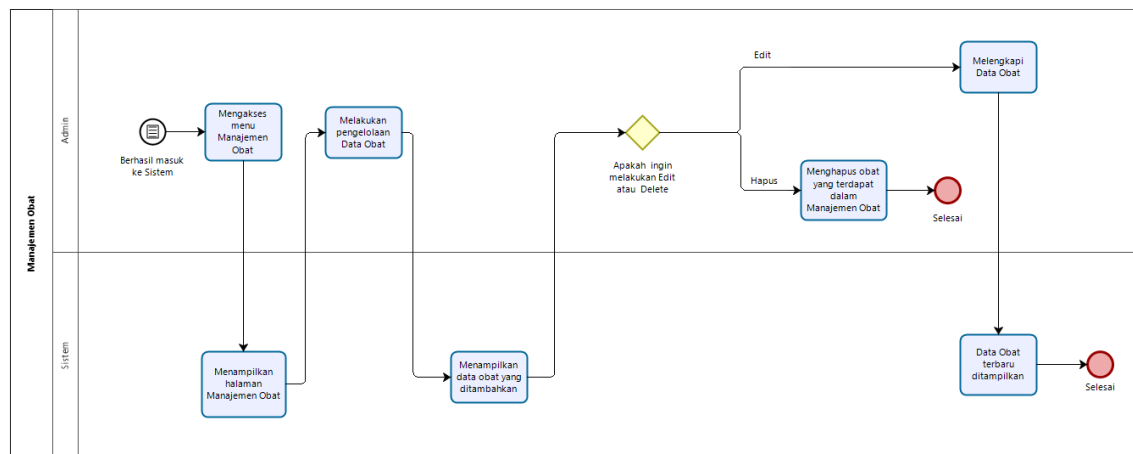 Manajemen Obat
Admin
Berhasil masuk
ke Sistem
Mengakses
menu
Manajemen
Obat
Melakukan
pengelolaan
Data Obat
Apakah ingin
melakukan Edit
atau Delete
Edit
Hapus
Melengkapi
Data Obat
Menghapus obat
yang terdapat
dalam
Manajemen Obat
Selesai
Sistem
Menampilkan
halaman
Manajemen Obat
Menampilkan
data obat yang
ditambahkan
Data Obat
terbaru
ditampilkan
Selesai